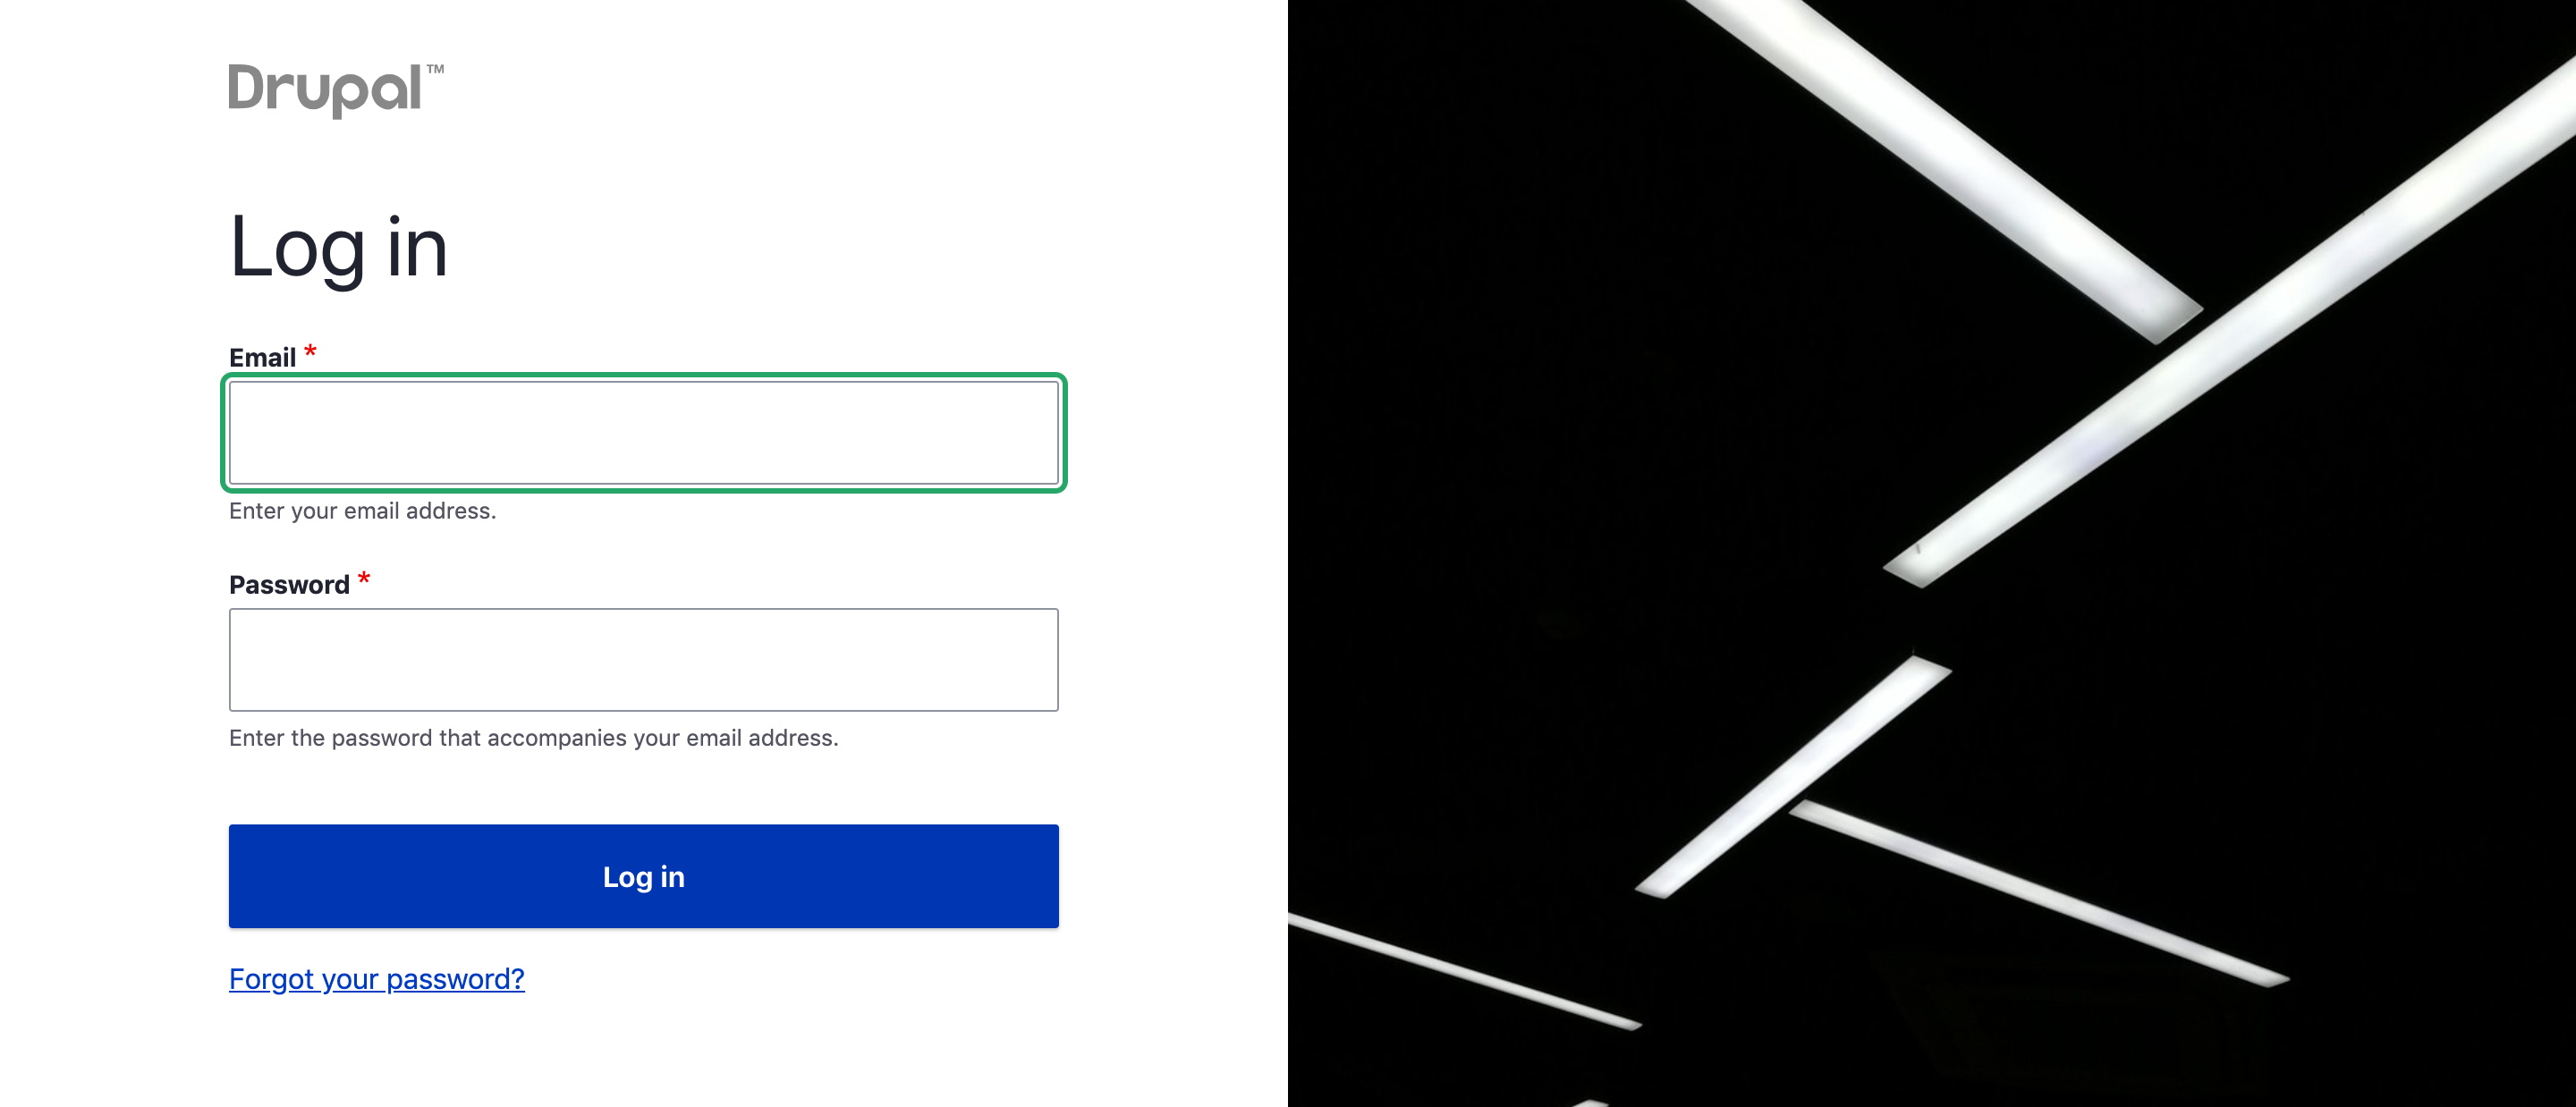 Drupal™
Log in
Email *
Enter your email address.
Password *
Enter the password that accompanies your email address.
Log in
Forgot your password?